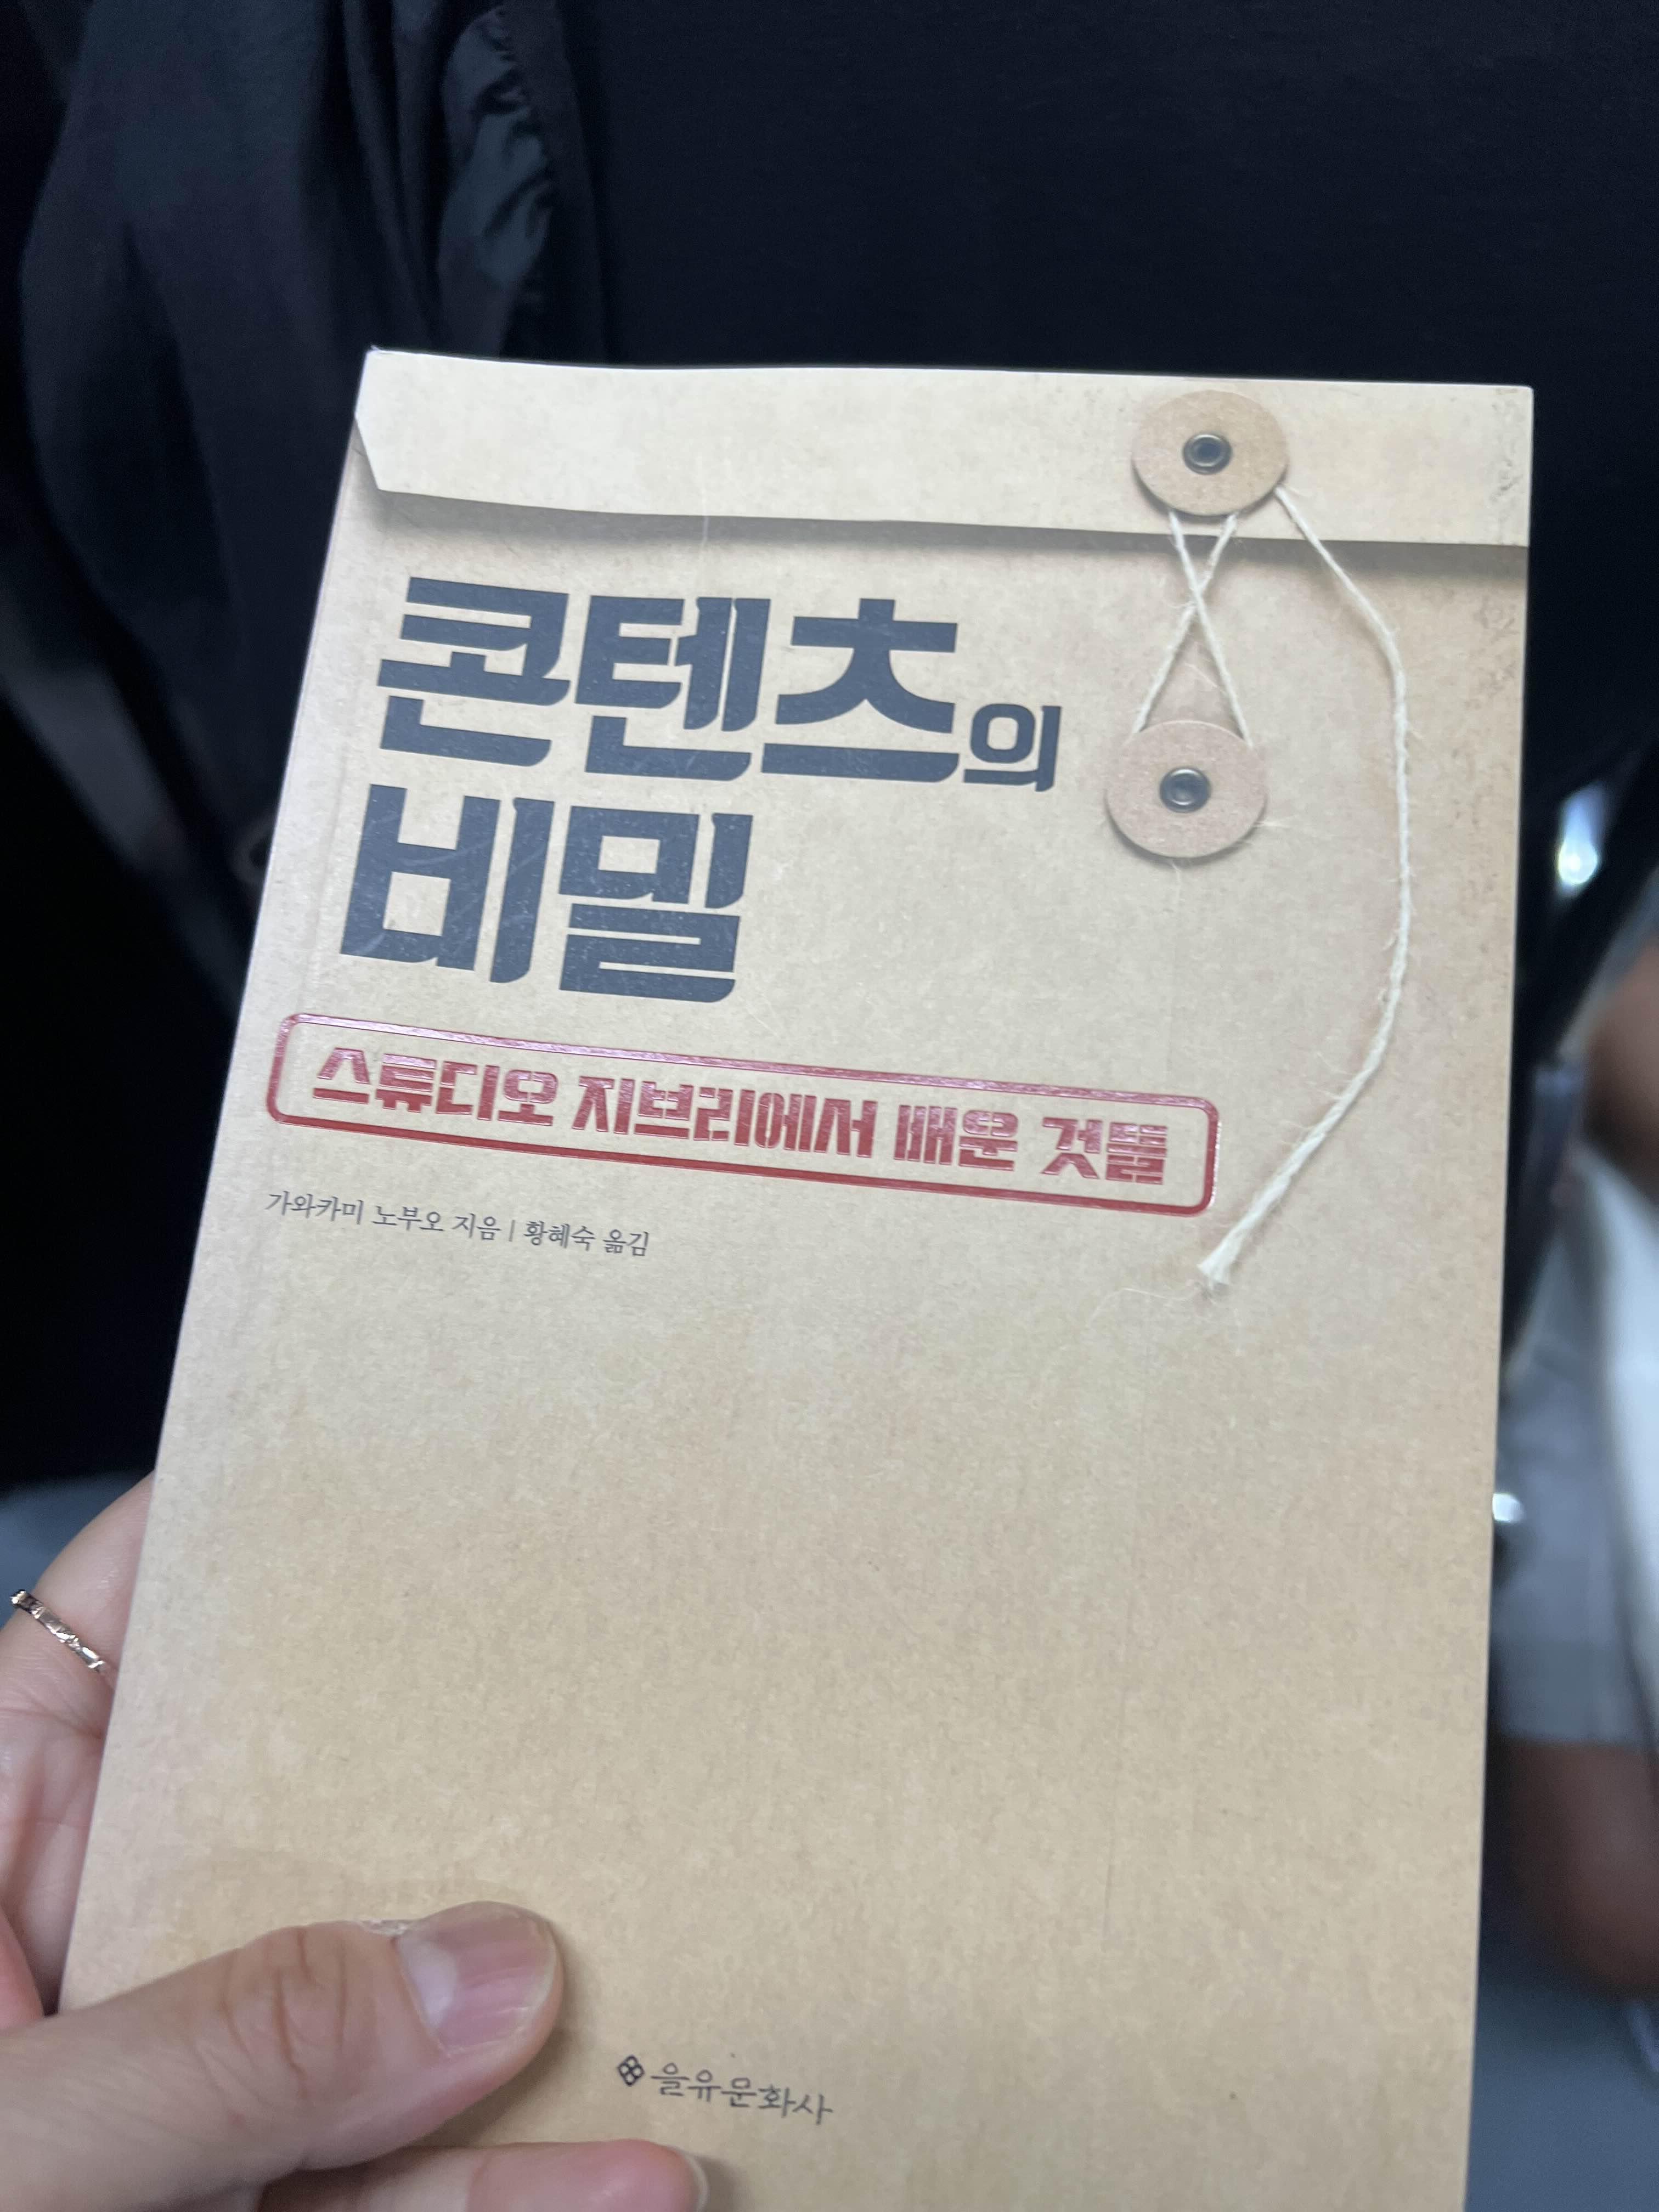 콘텐츠의
비밀
스튜디오 지브리에서 배운 것들
가와카미 노부오 지음 | 황혜숙 옮김
을유문화사